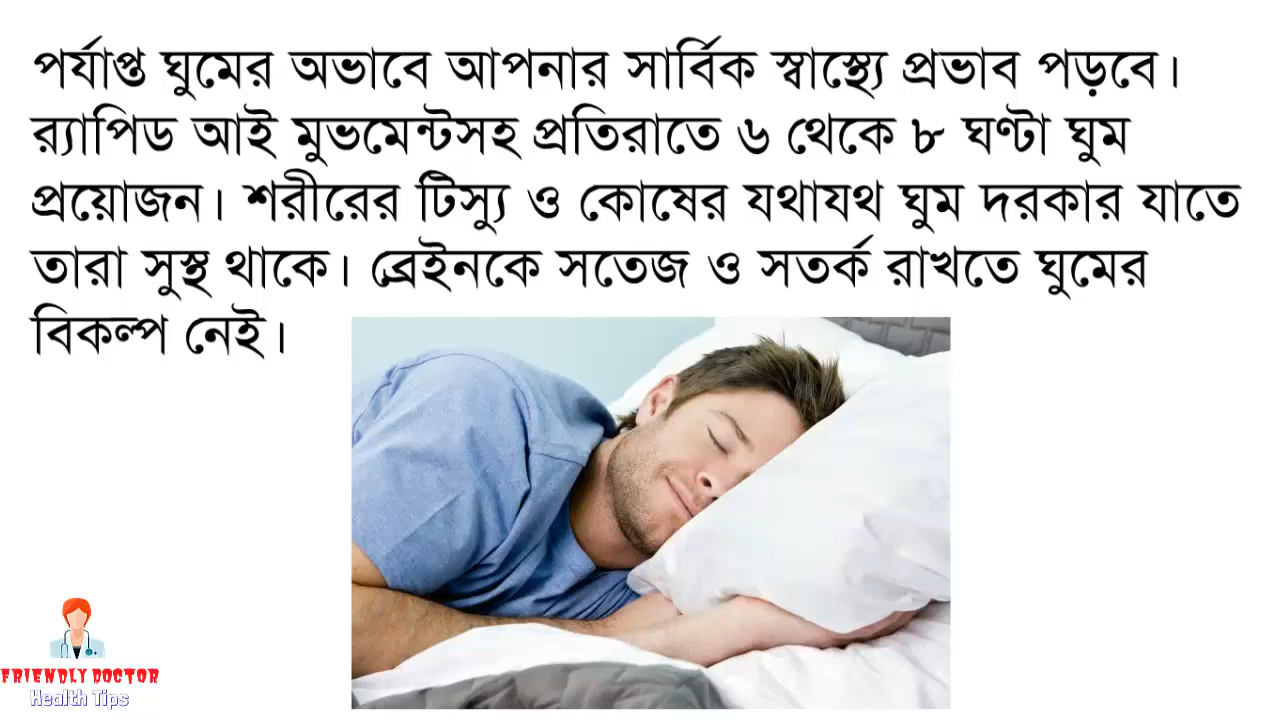 পর্যাপ্ত ঘুমের অভাবে আপনার সার্বিক স্বাস্থ্যে প্রভাব পড়বে।
র‍্যাপিড আই মুভমেন্টসহ প্রতিরাতে ৬ থেকে ৮ ঘণ্টা ঘুম
প্রয়োজন। শরীরের টিস্যু ও কোষের যথাযথ ঘুম দরকার যাতে
তারা সুস্থ থাকে। ব্রেইনকে সতেজ ও সতর্ক রাখতে ঘুমের
বিকল্প নেই।
FRIENDLY DOCTOR
Health Tips